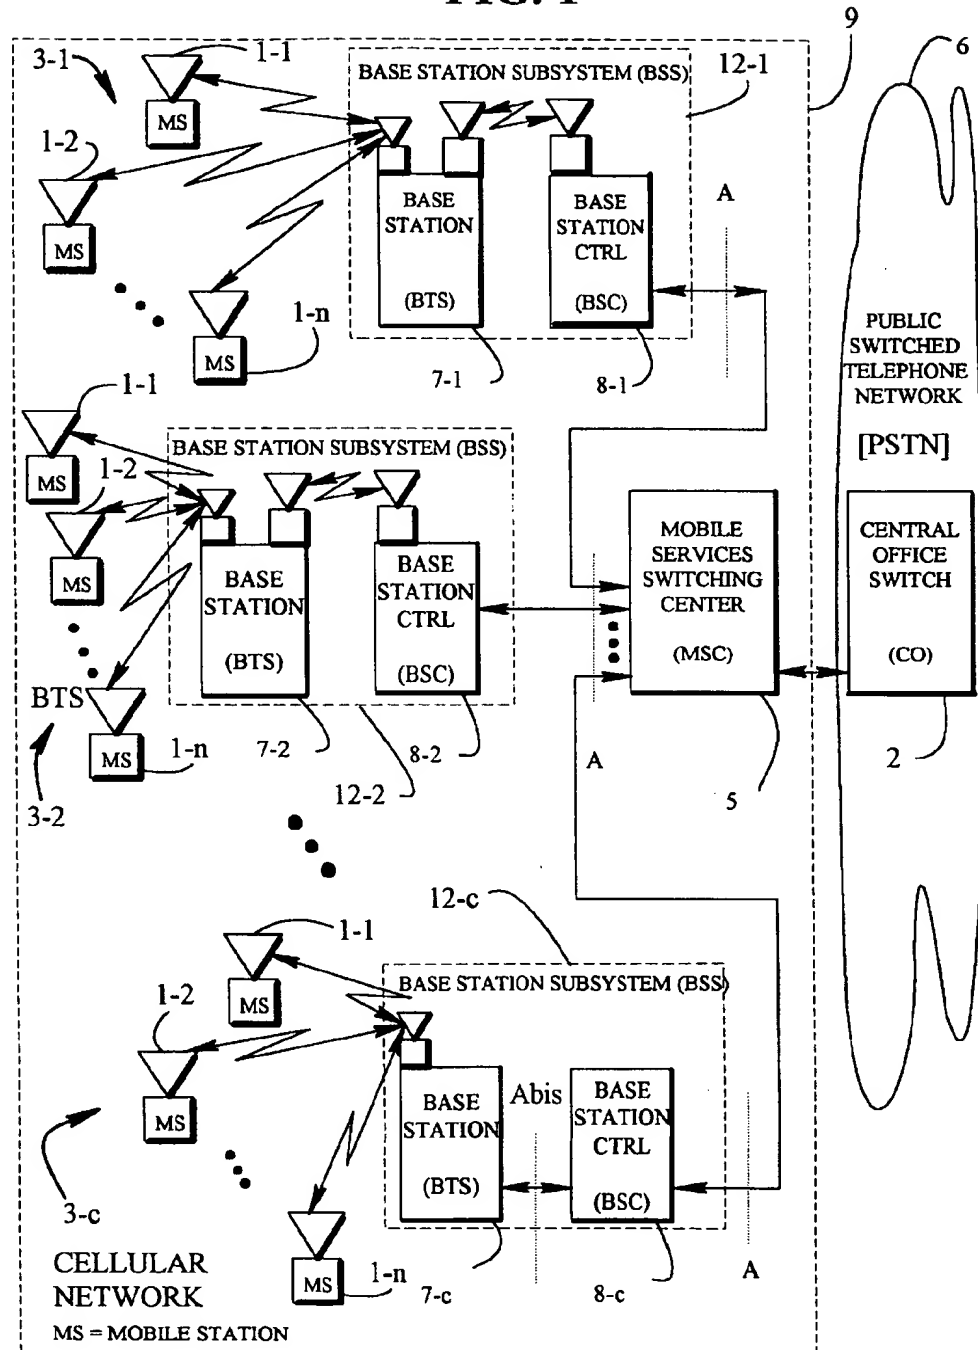 FIG. 1
9
6
3-1
1-1
BASE STATION SUBSYSTEM (BSS)
12-1
MS
1-2
MS
BASE
STATION
(BTS)
BASE
STATION
CTRL
(BSC)
A
1-n
MS
7-1
8-1
PUBLIC
SWITCHED
TELEPHONE
NETWORK
[PSTN]
1-1
MS
1-2
MS
BASE STATION SUBSYSTEM (BSS)
BASE
STATION
(BTS)
BASE
STATION
CTRL
(BSC)
MOBILE
SERVICES
SWITCHING
CENTER
(MSC)
CENTRAL
OFFICE
SWITCH
(CO)
BTS
MS
1-n
3-2
7-2
8-2
12-2
A
5
2
12-c
1-1
MS
BASE STATION SUBSYSTEM (BSS)
1-2
MS
BASE
STATION
(BTS)
Abis
BASE
STATION
CTRL
(BSC)
3-c
MS
1-n
7-c
8-c
A
CELLULAR
NETWORK
MS = MOBILE STATION